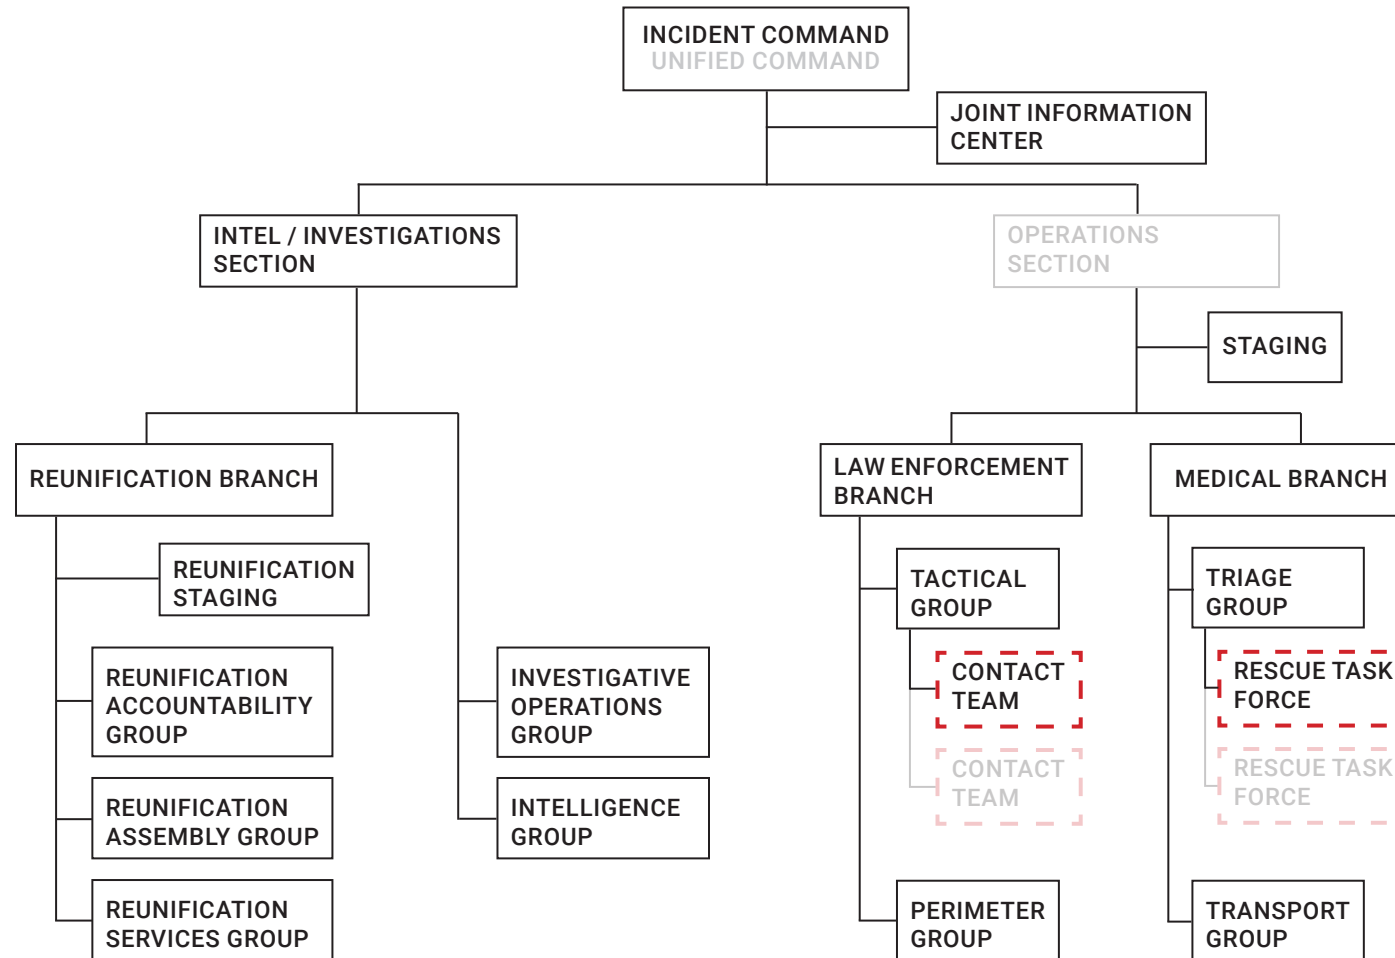 INCIDENT COMMAND
UNIFIED COMMAND
JOINT INFORMATION
CENTER
INTEL / INVESTIGATIONS
SECTION
OPERATIONS
SECTION
STAGING
REUNIFICATION BRANCH
LAW ENFORCEMENT
BRANCH
MEDICAL BRANCH
REUNIFICATION
STAGING
TACTICAL
GROUP
TRIAGE
GROUP
REUNIFICATION
ACCOUNTABILITY
GROUP
INVESTIGATIVE
OPERATIONS
GROUP
CONTACT
TEAM
RESCUE TASK
FORCE
CONTACT
TEAM
RESCUE TASK
FORCE
REUNIFICATION
ASSEMBLY GROUP
INTELLIGENCE
GROUP
REUNIFICATION
SERVICES GROUP
PERIMETER
GROUP
TRANSPORT
GROUP